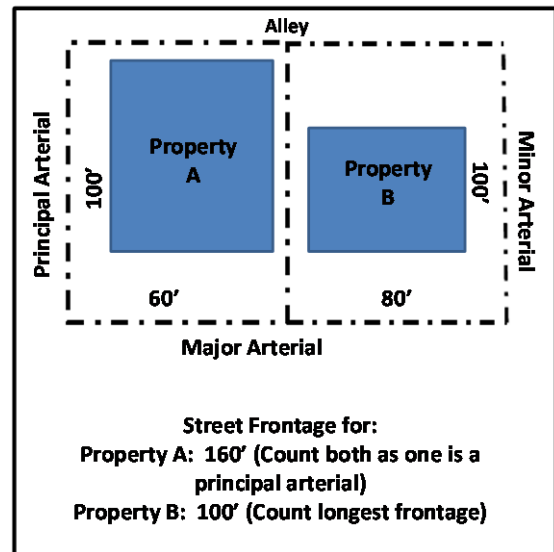 Alley
Principal Arterial
100’
Property
A
Property
B
100’
Minor Arterial
60’
80’
Major Arterial
Street Frontage for:
Property A: 160’ (Count both as one is a
principal arterial)
Property B: 100’ (Count longest frontage)